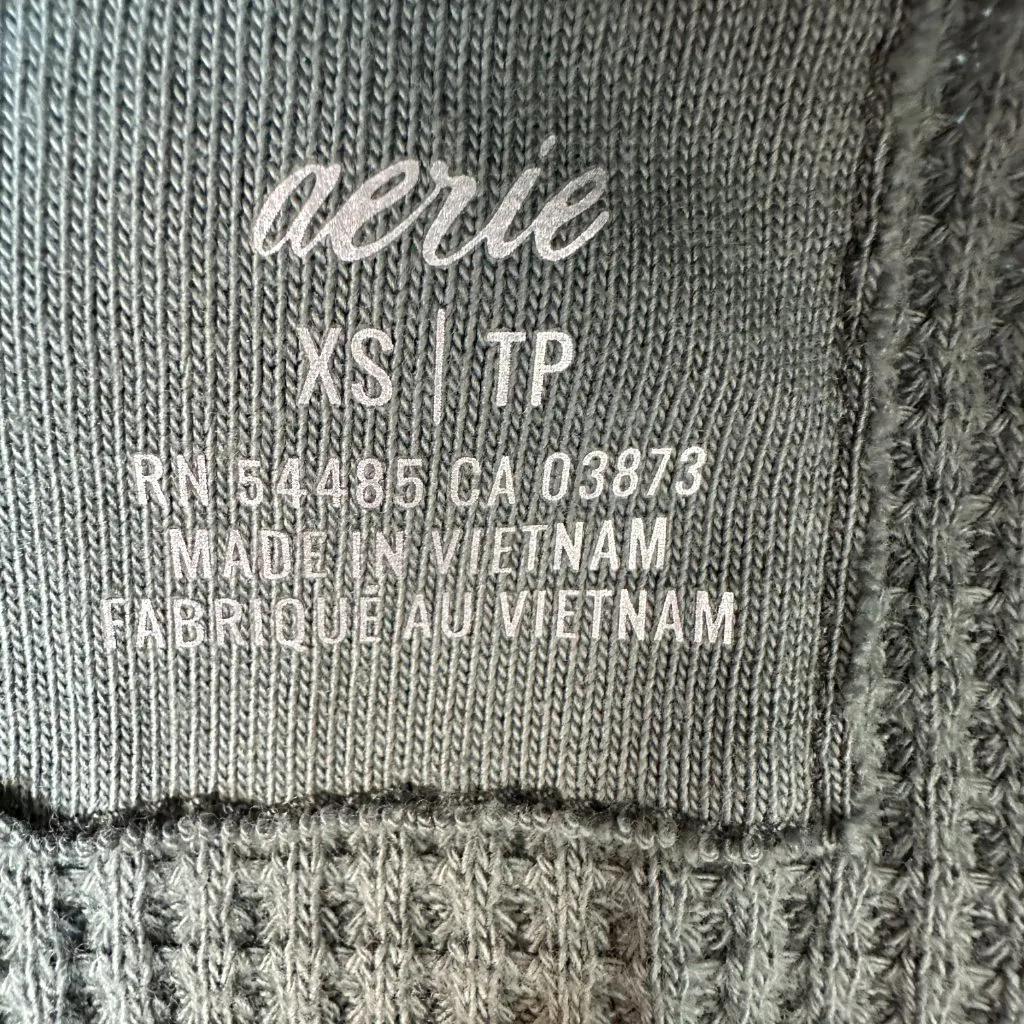 aerie
XS | TP
RN 54485 CA 03873
MADE IN VIETNAM
FABRIQUÉ AU VIETNAM